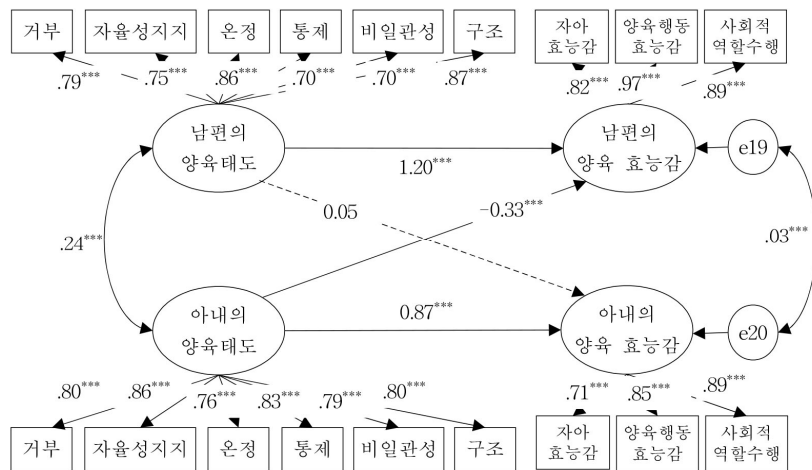 거부 자율성지지 온정 통제 비일관성 구조 자아 효능감 양육행동 효능감 사회적 역할수행
.79*** .75*** .86*** .70*** .70*** .87*** .82*** .97*** .89***
남편의
양육태도
남편의
양육 효능감
e19
1.20***
0.05
-0.33***
.24***
.03***
0.87***
아내의
양육태도
아내의
양육 효능감
e20
.80*** .86*** .76*** .83*** .79*** .80*** .71*** .85*** .89***
거부 자율성지지 온정 통제 비일관성 구조 자아 효능감 양육행동 효능감 사회적 역할수행